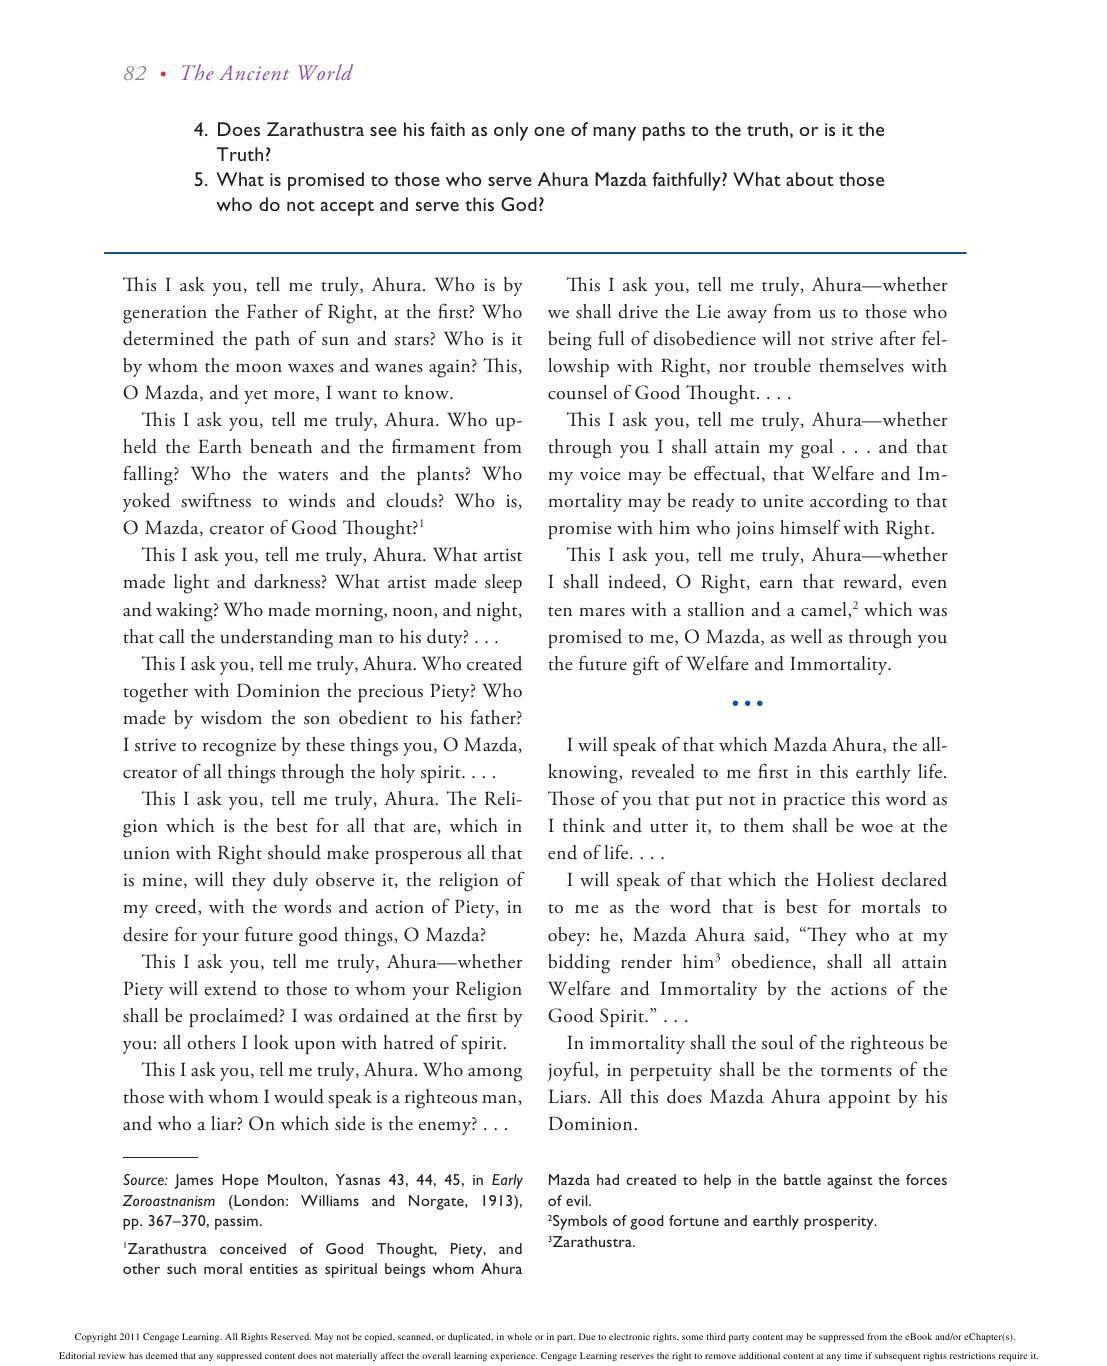 82 • The Ancient World
4. Does Zarathustra see his faith as only one of many paths to the truth, or is it the
Truth?
5. What is promised to those who serve Ahura Mazda faithfully? What about those
who do not accept and serve this God?
This I ask you, tell me truly, Ahura. Who is by
generation the Father of Right, at the first? Who
determined the path of sun and stars? Who is it
by whom the moon waxes and wanes again? This,
O Mazda, and yet more, I want to know.
This I ask you, tell me truly, Ahura. Who up-
held the Earth beneath and the firmament from
falling? Who the waters and the plants? Who
yoked swiftness to winds and clouds? Who is,
O Mazda, creator of Good Thought?¹
This I ask you, tell me truly, Ahura. What artist
made light and darkness? What artist made sleep
and waking? Who made morning, noon, and night,
that call the understanding man to his duty? . . .
This I ask you, tell me truly, Ahura. Who created
together with Dominion the precious Piety? Who
made by wisdom the son obedient to his father?
I strive to recognize by these things you, O Mazda,
creator of all things through the holy spirit. . . .
This I ask you, tell me truly, Ahura. The Reli-
gion which is the best for all that are, which in
union with Right should make prosperous all that
is mine, will they duly observe it, the religion of
my creed, with the words and action of Piety, in
desire for your future good things, O Mazda?
This I ask you, tell me truly, Ahura—whether
Piety will extend to those to whom your Religion
shall be proclaimed? I was ordained at the first by
you: all others I look upon with hatred of spirit.
This I ask you, tell me truly, Ahura. Who among
those with whom I would speak is a righteous man,
and who a liar? On which side is the enemy? . . .
This I ask you, tell me truly, Ahura—whether
we shall drive the Lie away from us to those who
being full of disobedience will not strive after fel-
lowship with Right, nor trouble themselves with
counsel of Good Thought. . . .
This I ask you, tell me truly, Ahura—whether
through you I shall attain my goal . . . and that
my voice may be effectual, that Welfare and Im-
mortality may be ready to unite according to that
promise with him who joins himself with Right.
This I ask you, tell me truly, Ahura—whether
I shall indeed, O Right, earn that reward, even
ten mares with a stallion and a camel,² which was
promised to me, O Mazda, as well as through you
the future gift of Welfare and Immortality.
• • •
I will speak of that which Mazda Ahura, the all-
knowing, revealed to me first in this earthly life.
Those of you that put not in practice this word as
I think and utter it, to them shall be woe at the
end of life. . . .
I will speak of that which the Holiest declared
to me as the word that is best for mortals to
obey: he, Mazda Ahura said, “They who at my
bidding render him³ obedience, shall all attain
Welfare and Immortality by the actions of the
Good Spirit.” . . .
In immortality shall the soul of the righteous be
joyful, in perpetuity shall be the torments of the
Liars. All this does Mazda Ahura appoint by his
Dominion.
Source: James Hope Moulton, Yasnas 43, 44, 45, in Early
Zoroastnanism (London: Williams and Norgate, 1913),
pp. 367–370, passim.
¹Zarathustra conceived of Good Thought, Piety, and
other such moral entities as spiritual beings whom Ahura
Mazda had created to help in the battle against the forces
of evil.
²Symbols of good fortune and earthly prosperity.
³Zarathustra.
Copyright 2011 Cengage Learning. All Rights Reserved. May not be copied, scanned, or duplicated, in whole or in part. Due to electronic rights, some third party content may be suppressed from the eBook and/or eChapter(s).
Editorial review has deemed that any suppressed content does not materially affect the overall learning experience. Cengage Learning reserves the right to remove additional content at any time if subsequent rights restrictions require it.